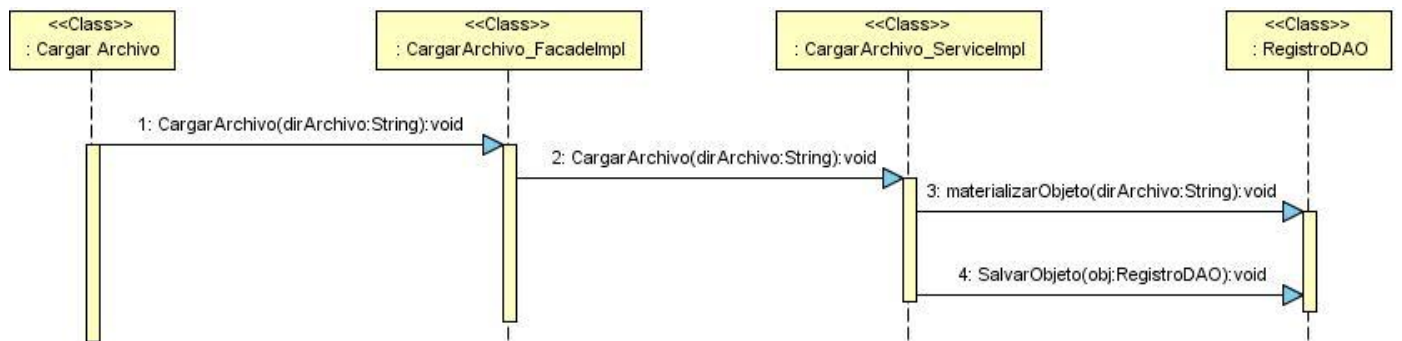 <<Class>>
: Cargar Archivo
<<Class>>
: CargarArchivo_FacadeImpl
<<Class>>
: CargarArchivo_ServiceImpl
<<Class>>
: RegistroDAO
1: CargarArchivo(dirArchivo:String):void
2: CargarArchivo(dirArchivo:String):void
3: materializarObjeto(dirArchivo:String):void
4: SalvarObjeto(obj:RegistroDAO):void